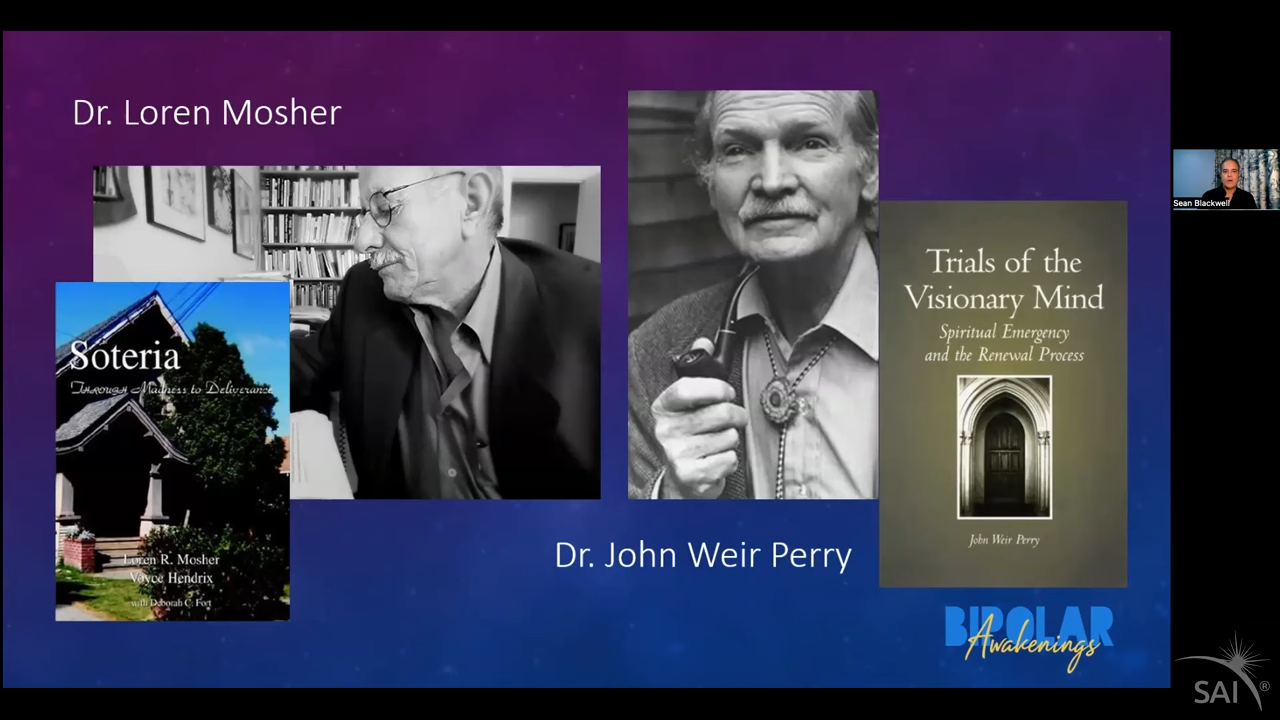 Dr. Loren Mosher
Soteria
Through Madness to Deliverance
Loren R. Mosher
Voyce Hendrix
with Deborah C. Fort
Trials of the
Visionary Mind
Spiritual Emergency
and the Renewal Process
John Weir Perry
Dr. John Weir Perry
BIPOLAR
Awakenings
Sean Blackwell
SAI®